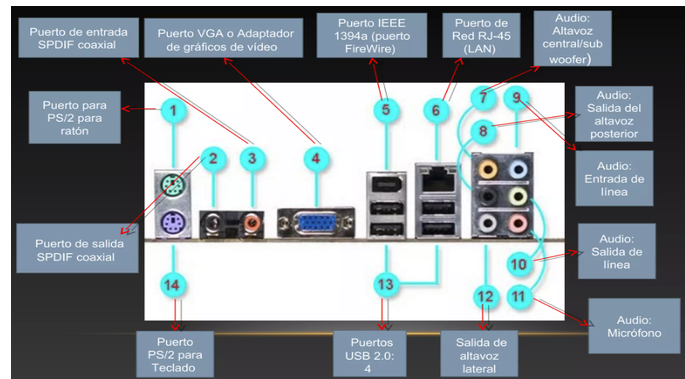 Puerto de entrada
SPDIF coaxial
Puerto VGA o Adaptador
de gráficos de vídeo
Puerto IEEE
1394a (puerto
FireWire)
Puerto de
Red RJ-45
(LAN)
Audio:
Altavoz
central/sub
woofer)
Puerto para
PS/2 para
ratón
1
2
3
4
5
6
7
8
9
Audio:
Salida del
altavoz
posterior
Audio:
Entrada de
línea
Puerto de salida
SPDIF coaxial
10
Audio:
Salida de
línea
14
13
12
11
Audio:
Micrófono
Puerto
PS/2 para
Teclado
Puertos
USB 2.0:
4
Salida de
altavoz
lateral